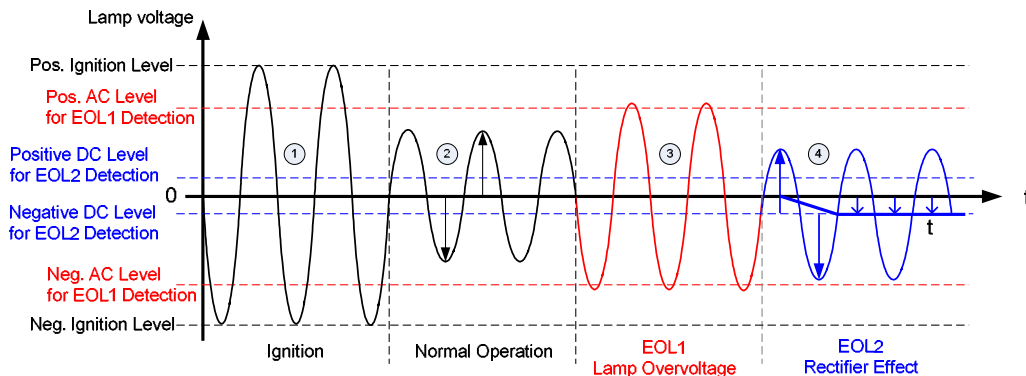 Lamp voltage
Pos. Ignition Level
Pos. AC Level
for EOL1 Detection
Positive DC Level
for EOL2 Detection
0
Negative DC Level
for EOL2 Detection
Neg. AC Level
for EOL1 Detection
Neg. Ignition Level
1
2
3
4
t
Ignition
Normal Operation
EOL1
Lamp Overvoltage
EOL2
Rectifier Effect